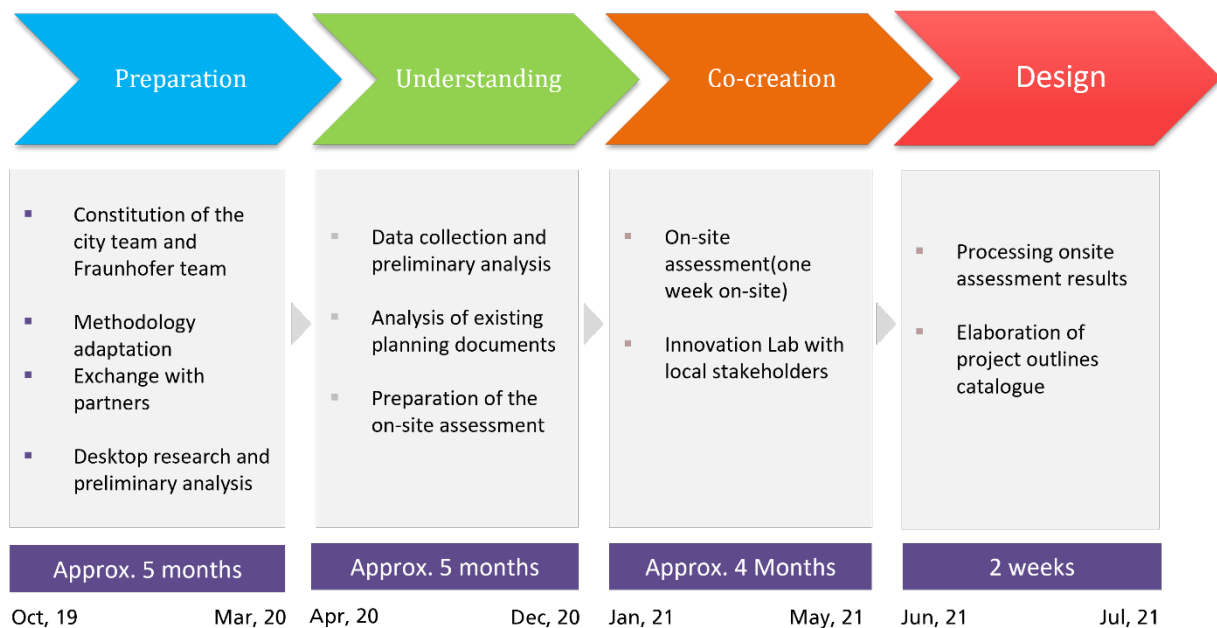 Preparation
Understanding
Co-creation
Design
Constitution of the
city team and
Fraunhofer team
Methodology
adaptation
Exchange with
partners
Desktop research and
preliminary analysis
Data collection and
preliminary analysis
Analysis of existing
planning documents
Preparation of the
on-site assessment
On-site
assessment(one
week on-site)
Innovation Lab with
local stakeholders
Processing onsite
assessment results
Elaboration of
project outlines
catalogue
Approx. 5 months
Approx. 5 months
Approx. 4 Months
2 weeks
Oct, 19
Mar, 20
Apr, 20
Dec, 20
Jan, 21
May, 21
Jun, 21
Jul, 21